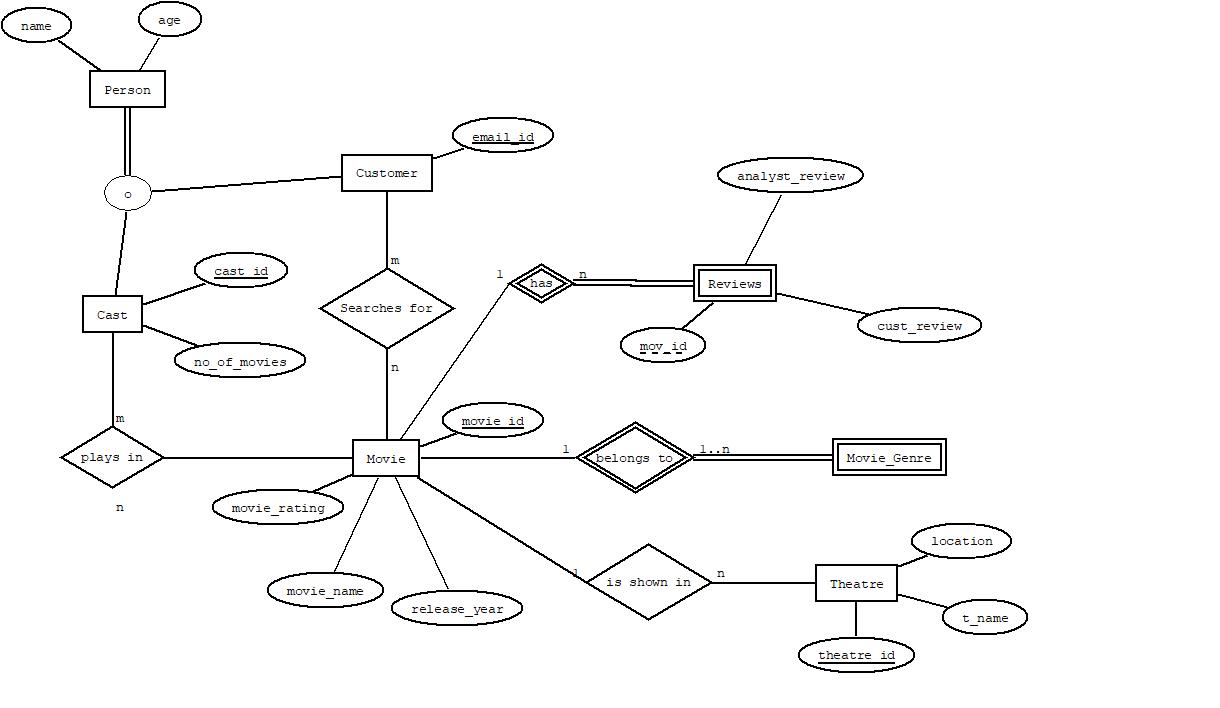 name
age
Person
email_id
o
Customer
analyst_review
cast_id
m
1
n
has
Reviews
Cast
Searches for
cust_review
mov_id
no_of_movies
n
m
movie_id
plays in
Movie
1
belongs to
1..n
Movie_Genre
movie_rating
n
location
1
is shown in
n
Theatre
movie_name
release_year
t_name
theatre_id